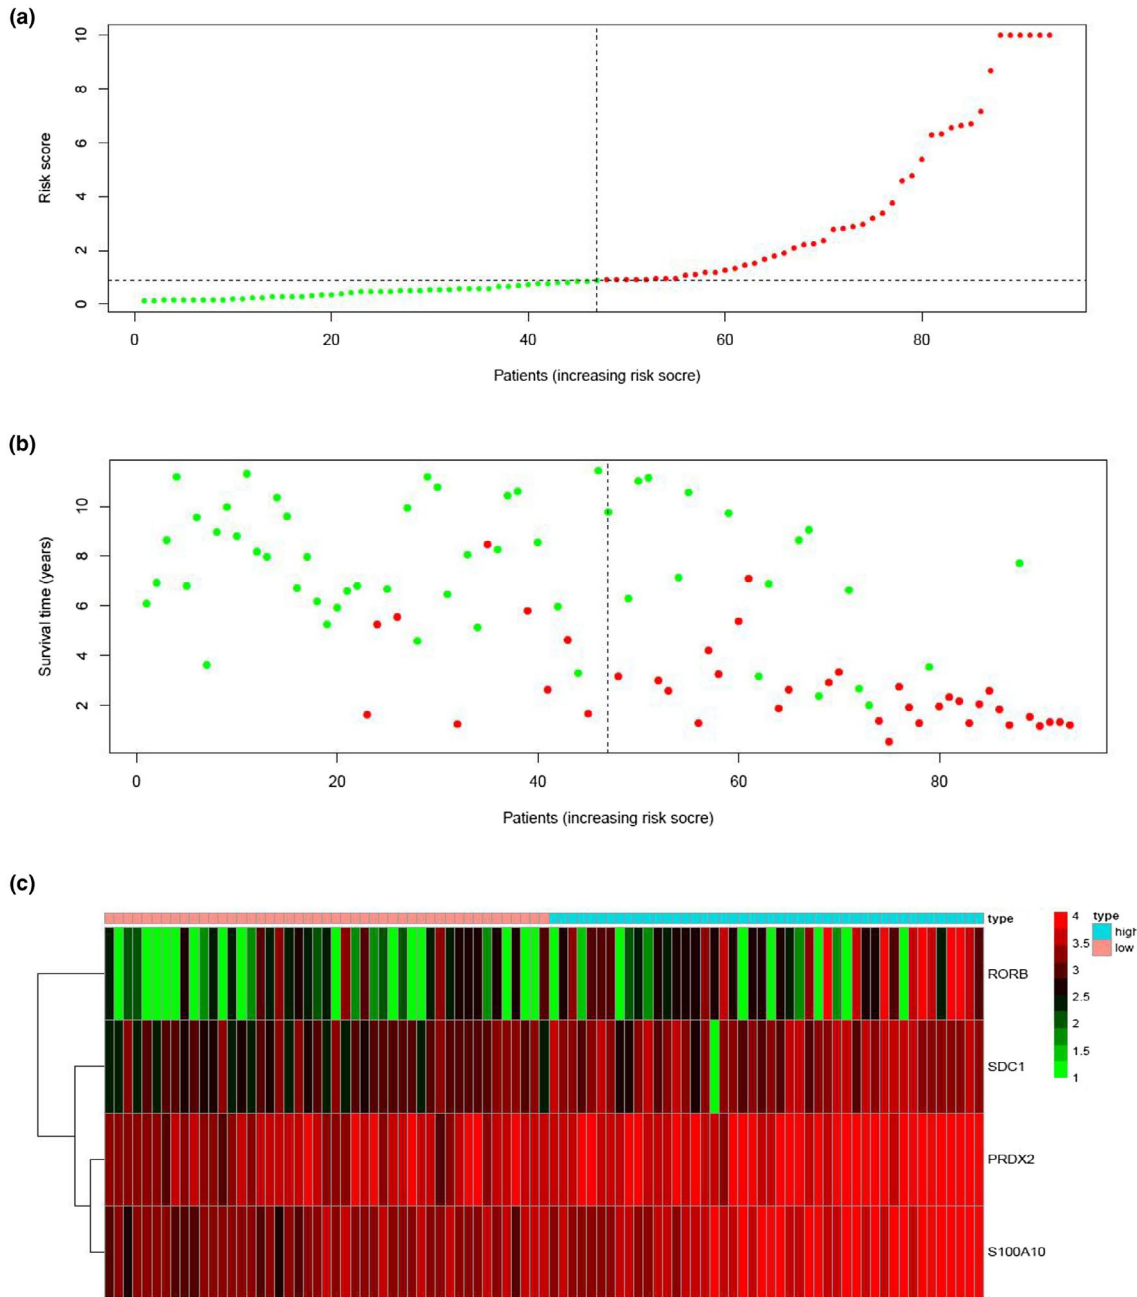 (a)
10
8
6
4
2
0
Risk score
0 20 40 60 80
Patients (increasing risk socre)
(b)
10
8
6
4
2
Survival time (years)
0 20 40 60 80
Patients (increasing risk socre)
(c)
type
RORB
SDC1
PRDX2
S100A10
4
3.5
3
2.5
2
1.5
1
type
high
low